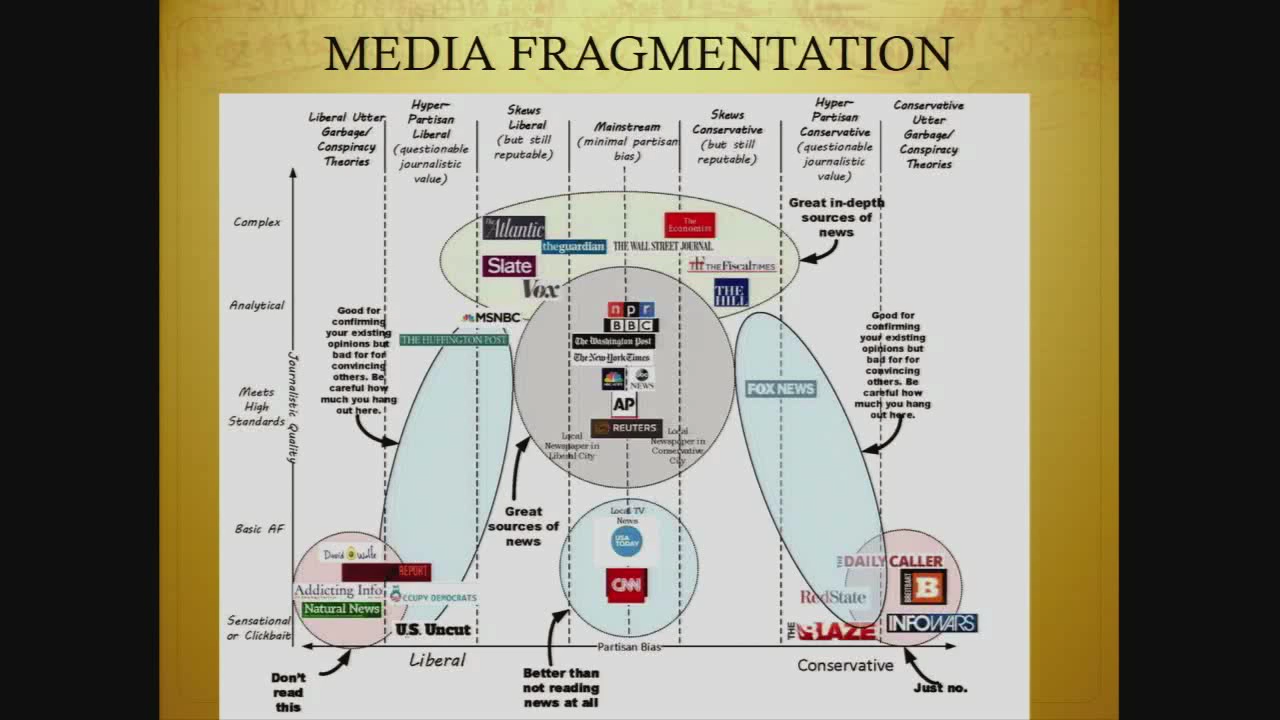 MEDIA FRAGMENTATION
Liberal Utter
Garbage/
Conspiracy
Theories
Hyper-
Partisan
Liberal
(questionable
journalistic
value)
Skews
Liberal
(but still
reputable)
Mainstream
(minimal partisan
bias)
Skews
Conservative
(but still
reputable)
Hyper-
Partisan
Conservative
(questionable
journalistic
value)
Conservative
Utter
Garbage/
Conspiracy
Theories
Complex
Analytical
Meets
High
Standards
Basic AF
Sensational
or Clickbait
Journalistic Quality
Great in-depth
sources of
news
The
Atlantic
theguardian
The
Economist
THE WALL STREET JOURNAL
Slate
Vox
THE FISCALTIMES
THE
HILL
MSNBC
THE HUFFINGTON POST
npr
BBC
The Washington Post
The New York Times
NBC NEWS
abc
NEWS
AP
REUTERS
Local
Newspaper in
Liberal City
Local
Newspaper in
Conservative
City
FOX NEWS
Good for
confirming
your existing
opinions but
bad for for
convincing
others. Be
careful how
much you hang
out here.
Good for
confirming
your existing
opinions but
bad for for
convincing
others. Be
careful how
much you hang
out here.
Great
sources of
news
Local TV
News
USA
TODAY
CNN
David Wolfe
REPORT
Addicting Info
OCCUPY DEMOCRATS
Natural News
U.S. Uncut
THE DAILY CALLER
RedState
BREITBART
B
THE BLAZE
INFOWARS
Liberal
Partisan Bias
Conservative
Don't
read
this
Better than
not reading
news at all
Just no.